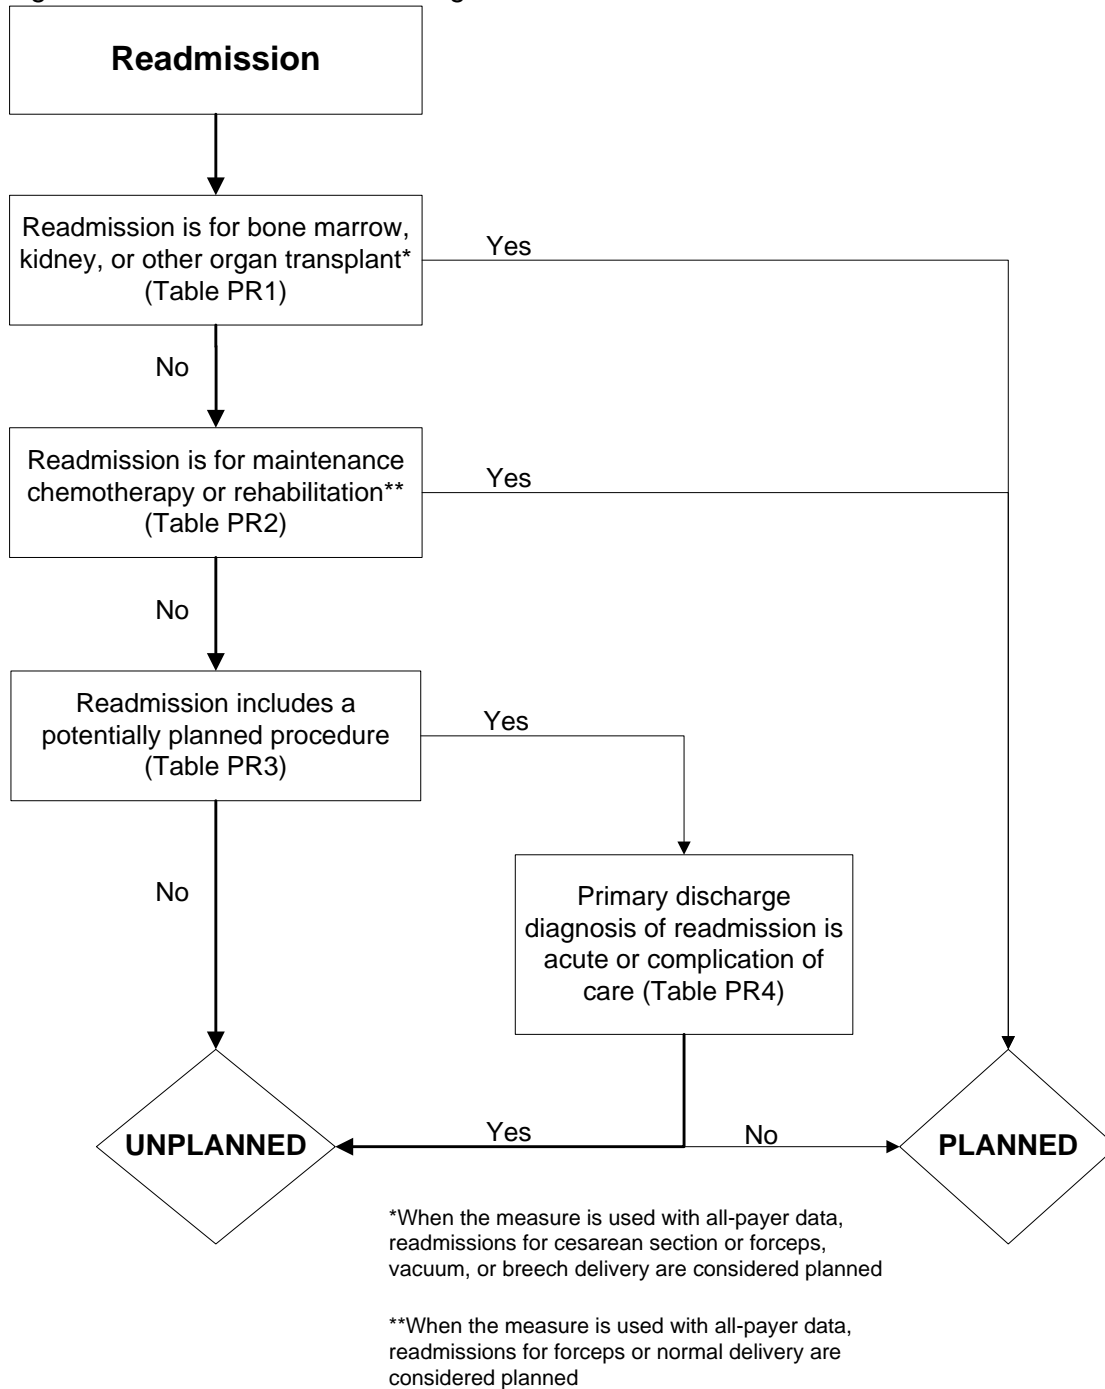 Readmission
Readmission is for bone marrow,
kidney, or other organ transplant*
(Table PR1)
Yes
No
Readmission is for maintenance
chemotherapy or rehabilitation**
(Table PR2)
Yes
No
Readmission includes a
potentially planned procedure
(Table PR3)
Yes
No
Primary discharge
diagnosis of readmission is
acute or complication of
care (Table PR4)
UNPLANNED
Yes
No
PLANNED
*When the measure is used with all-payer data,
readmissions for cesarean section or forceps,
vacuum, or breech delivery are considered planned
**When the measure is used with all-payer data,
readmissions for forceps or normal delivery are
considered planned